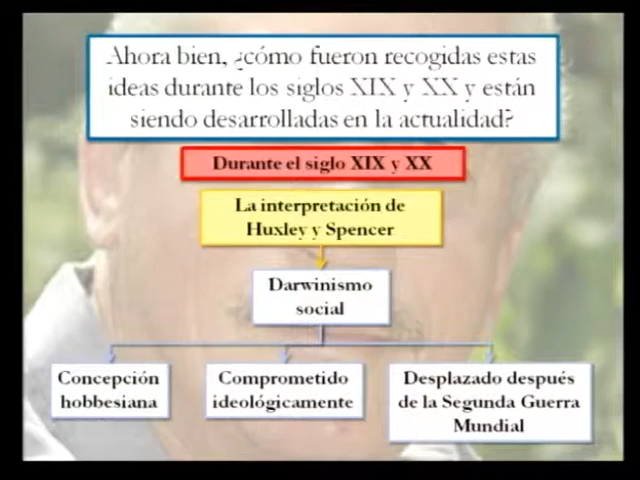 Ahora bien, ¿cómo fueron recogidas estas
ideas durante los siglos XIX y XX y están
siendo desarrolladas en la actualidad?
Durante el siglo XIX y XX
La interpretación de
Huxley y Spencer
Darwinismo
social
Concepción
hobbesiana
Comprometido
ideológicamente
Desplazado después
de la Segunda Guerra
Mundial